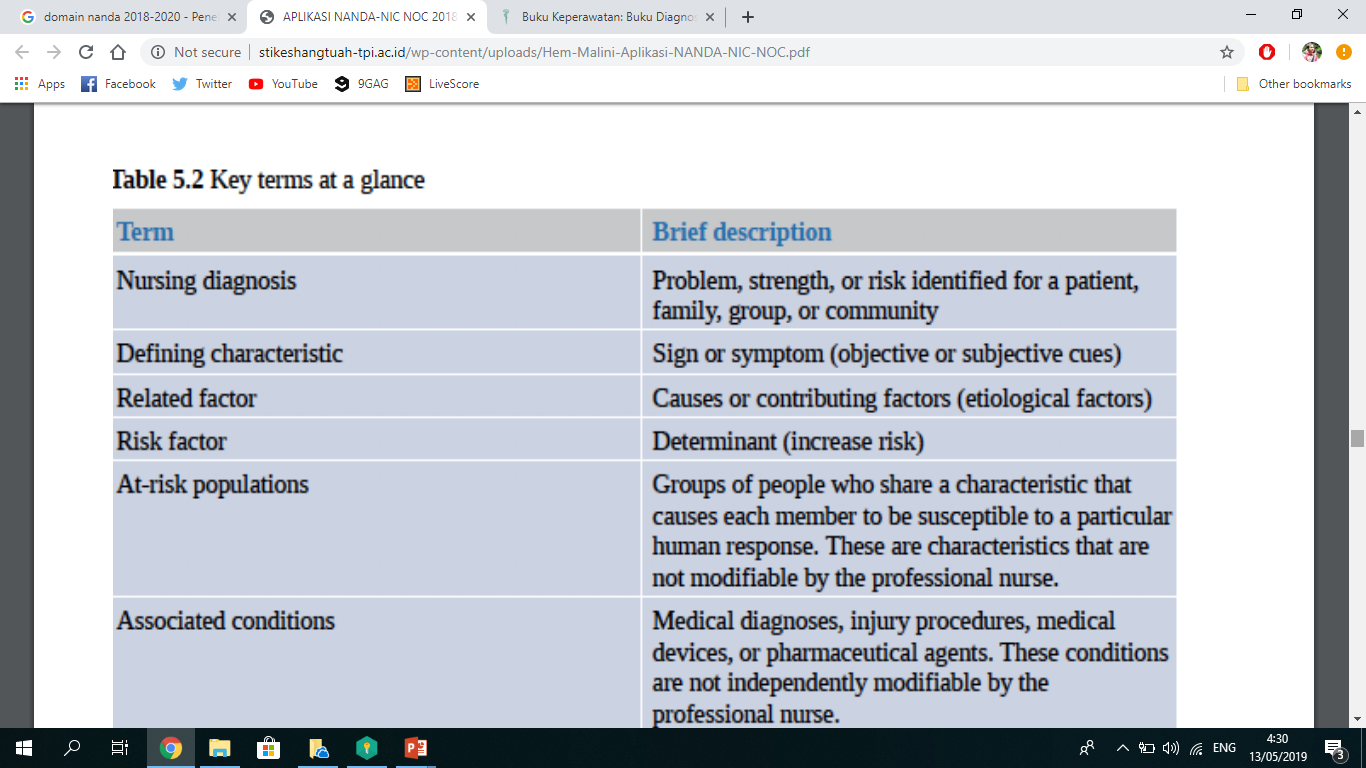 domain nanda 2018-2020 - Pene
APLIKASI NANDA-NIC NOC 2018
Buku Keperawatan: Buku Diagnos
Not secure
stikeshangtuah-tpi.ac.id/wp-content/uploads/Hem-Malini-Aplikasi-NANDA-NIC-NOC.pdf
Apps
Facebook
Twitter
YouTube
9GAG
LiveScore
Other bookmarks
Table 5.2 Key terms at a glance
Term
Brief description
Nursing diagnosis
Problem, strength, or risk identified for a patient,
family, group, or community
Defining characteristic
Sign or symptom (objective or subjective cues)
Related factor
Causes or contributing factors (etiological factors)
Risk factor
Determinant (increase risk)
At-risk populations
Groups of people who share a characteristic that
causes each member to be susceptible to a particular
human response. These are characteristics that are
not modifiable by the professional nurse.
Associated conditions
Medical diagnoses, injury procedures, medical
devices, or pharmaceutical agents. These conditions
are not independently modifiable by the
professional nurse.
ENG
4:30
13/05/2019
3